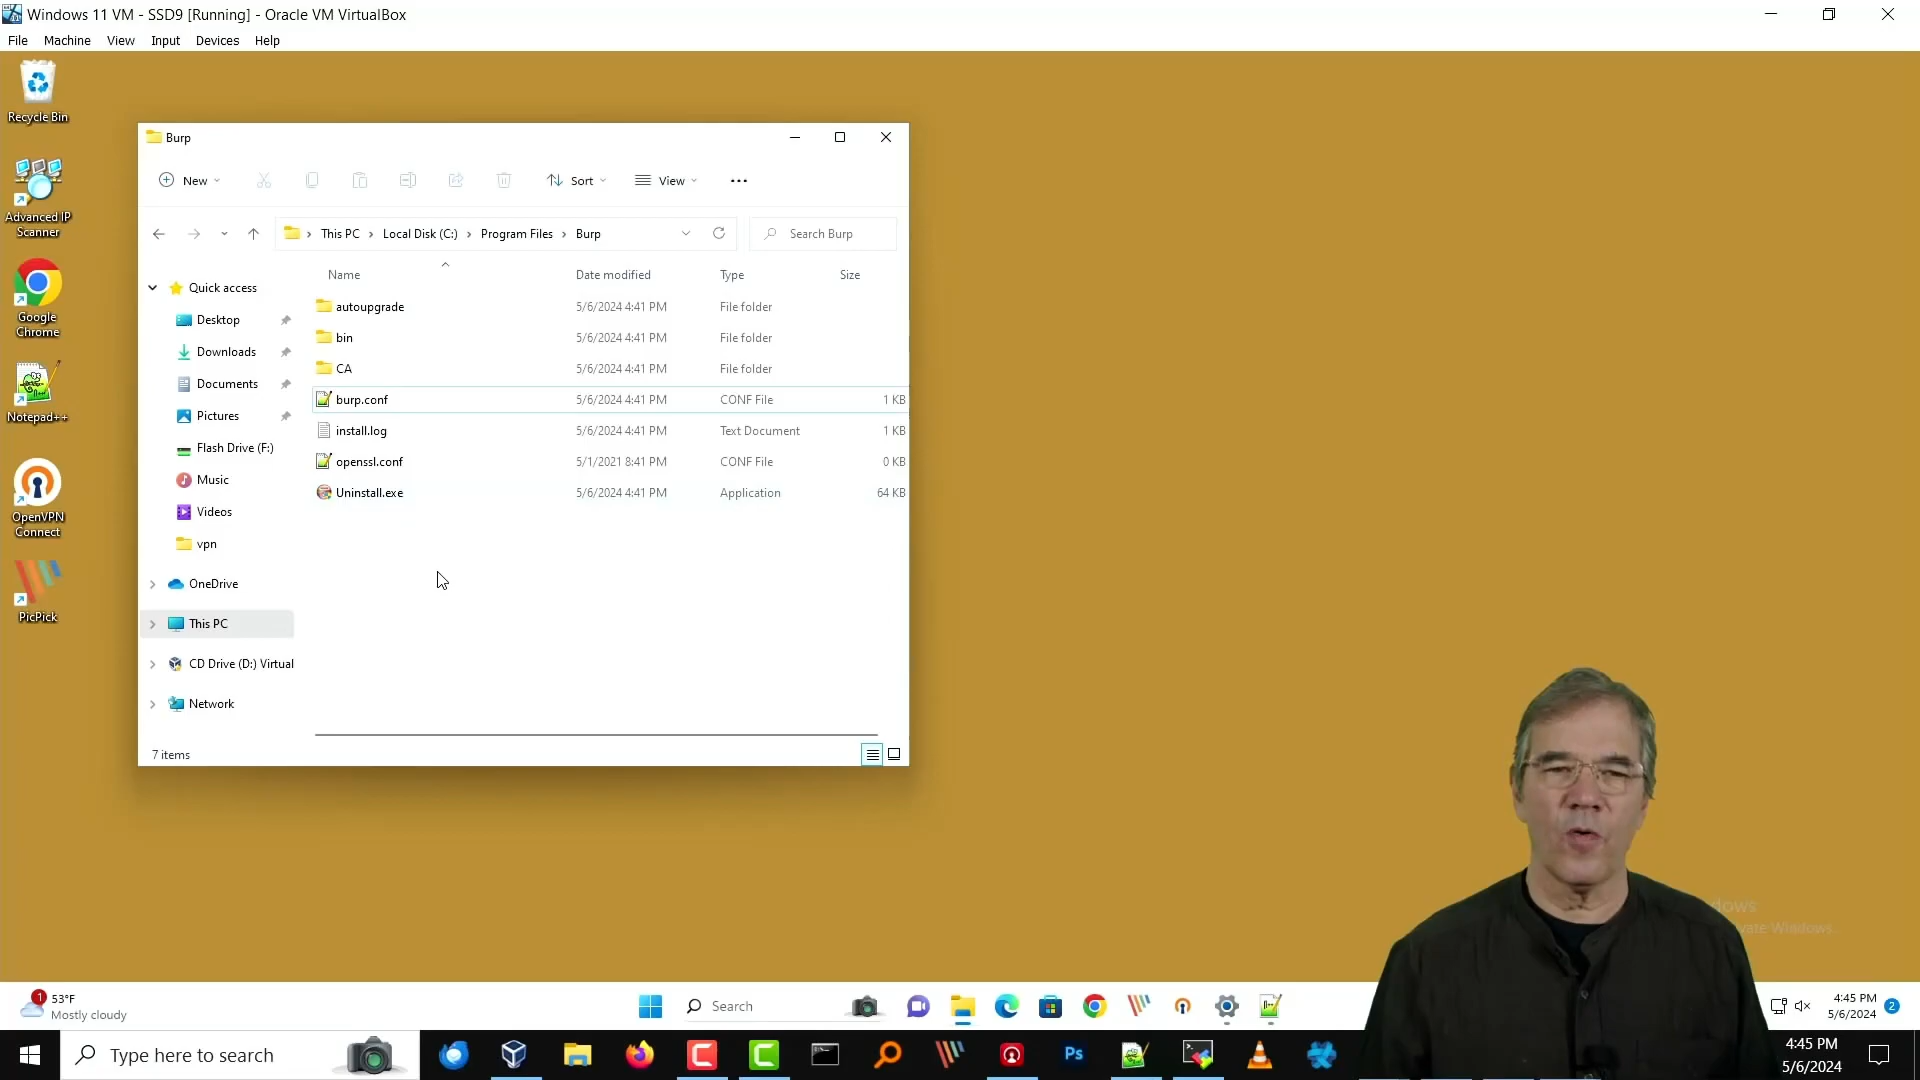 Windows 11 VM - SSD9 [Running] - Oracle VM VirtualBox
File Machine View Input Devices Help
Recycle Bin
Advanced IP
Scanner
Google
Chrome
Notepad++
OpenVPN
Connect
PicPick
Burp
New Sort View
This PC Local Disk (C:) Program Files Burp Search Burp
Name Date modified Type Size
autoupgrade 5/6/2024 4:41 PM File folder
bin 5/6/2024 4:41 PM File folder
CA 5/6/2024 4:41 PM File folder
burp.conf 5/6/2024 4:41 PM CONF File 1 KB
install.log 5/6/2024 4:41 PM Text Document 1 KB
openssl.conf 5/1/2021 8:41 PM CONF File 0 KB
Uninstall.exe 5/6/2024 4:41 PM Application 64 KB
Quick access
Desktop
Downloads
Documents
Pictures
Flash Drive (F:)
Music
Videos
vpn
OneDrive
This PC
CD Drive (D:) Virtual
Network
7 items
dows
vate Windows.
1 53°F
Mostly cloudy
Search
4:45 PM
5/6/2024
2
Type here to search
Ps
4:45 PM
5/6/2024